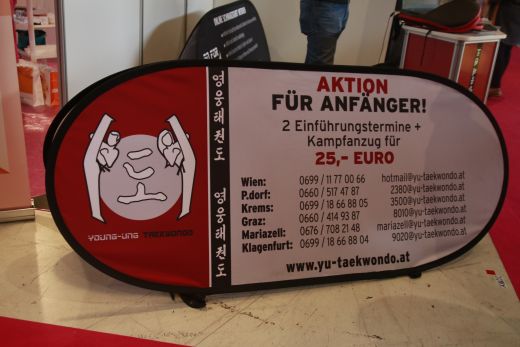 ONLINE SCHNUPPERKURS BUCHEN
YOUNG-UNG TAEKWONDO
영웅태권도
영웅태권도
AKTION
FÜR ANFÄNGER!
2 Einführungstermine +
Kampfanzug für
25,- EURO
Wien: 0699 / 11 77 00 66 hotmail@yu-taekwondo.at
P.dorf: 0660 / 517 47 87 2380@yu-taekwondo.at
Krems: 0699 / 18 66 88 05 3500@yu-taekwondo.at
Graz: 0660 / 414 93 87 8010@yu-taekwondo.at
Mariazell: 0676 / 708 21 48 mariazell@yu-taekwondo.at
Klagenfurt: 0699 / 18 66 88 04 9020@yu-taekwondo.at
www.yu-taekwondo.at